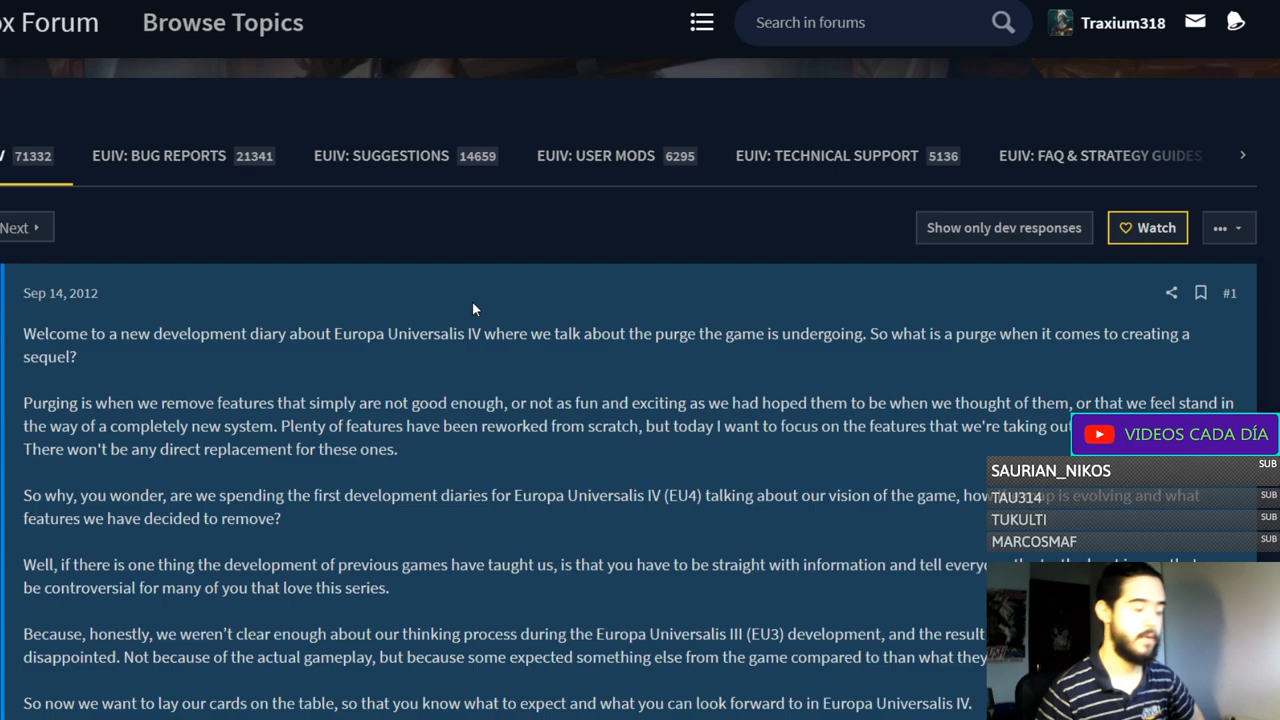 ox Forum
Browse Topics
Search in forums
Traxium318
V 71332
EUIV: BUG REPORTS 21341
EUIV: SUGGESTIONS 14659
EUIV: USER MODS 6295
EUIV: TECHNICAL SUPPORT 5136
EUIV: FAQ & STRATEGY GUIDES
Next
Show only dev responses
Watch
Sep 14, 2012
#1
Welcome to a new development diary about Europa Universalis IV where we talk about the purge the game is undergoing. So what is a purge when it comes to creating a
sequel?
Purging is when we remove features that simply are not good enough, or not as fun and exciting as we had hoped them to be when we thought of them, or that we feel stand in
the way of a completely new system. Plenty of features have been reworked from scratch, but today I want to focus on the features that we're taking ou
There won't be any direct replacement for these ones.
So why, you wonder, are we spending the first development diaries for Europa Universalis IV (EU4) talking about our vision of the game, how map is evolving and what
features we have decided to remove?
Well, if there is one thing the development of previous games have taught us, is that you have to be straight with information and tell every
be controversial for many of you that love this series.
Because, honestly, we weren't clear enough about our thinking process during the Europa Universalis III (EU3) development, and the result
disappointed. Not because of the actual gameplay, but because some expected something else from the game compared to than what they
So now we want to lay our cards on the table, so that you know what to expect and what you can look forward to in Europa Universalis IV.
VIDEOS CADA DÍA
SAURIAN_NIKOS SUB
TAU314 SUB
TUKULTI SUB
MARCOSMAF SUB